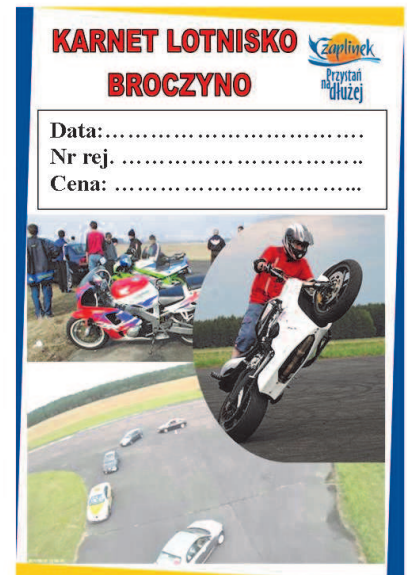 KARNET LOTNISKO
BROCZYNO
czaplinek
Przystań
na dłużej
Data:……………………………….
Nr rej. ……………………………..
Cena: …………………………....